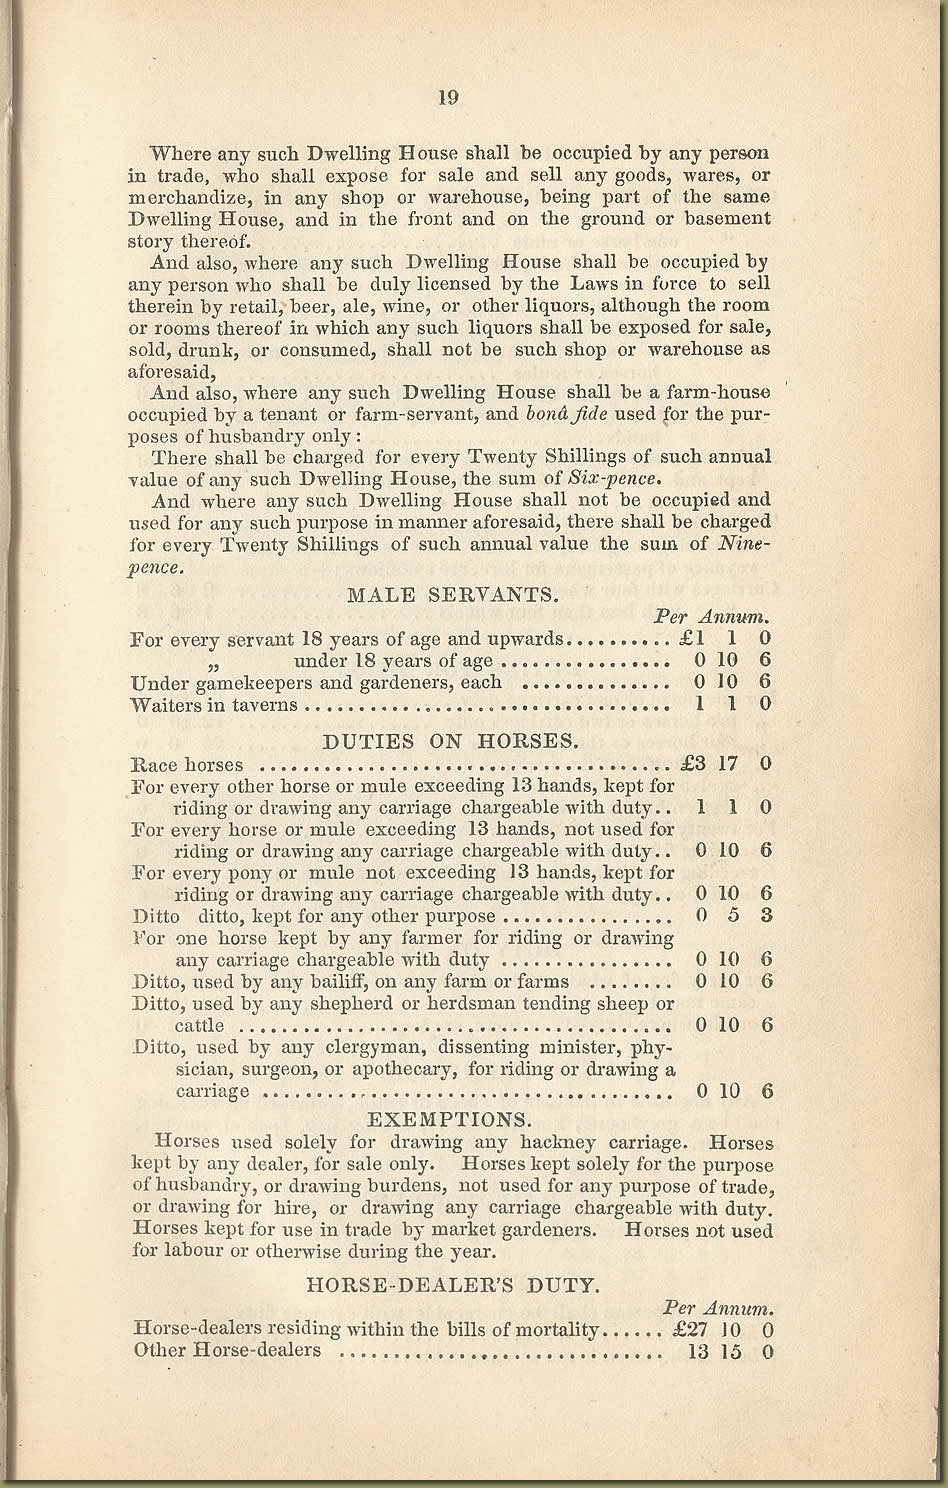 19
Where any such Dwelling House shall be occupied by any person
in trade, who shall expose for sale and sell any goods, wares, or
merchandize, in any shop or warehouse, being part of the same
Dwelling House, and in the front and on the ground or basement
story thereof.
And also, where any such Dwelling House shall be occupied by
any person who shall be duly licensed by the Laws in force to sell
therein by retail, beer, ale, wine, or other liquors, although the room
or rooms thereof in which any such liquors shall be exposed for sale,
sold, drunk, or consumed, shall not be such shop or warehouse as
aforesaid,
And also, where any such Dwelling House shall be a farm-house
occupied by a tenant or farm-servant, and bonâ fide used for the pur-
poses of husbandry only:
There shall be charged for every Twenty Shillings of such annual
value of any such Dwelling House, the sum of Six-pence.
And where any such Dwelling House shall not be occupied and
used for any such purpose in manner aforesaid, there shall be charged
for every Twenty Shillings of such annual value the sum of Nine-
pence.
MALE SERVANTS.
Per Annum.
For every servant 18 years of age and upwards.......... £1 1 0
„ under 18 years of age ................ 0 10 6
Under gamekeepers and gardeners, each .............. 0 10 6
Waiters in taverns .................................. 1 1 0
DUTIES ON HORSES.
Race horses ...................................... £3 17 0
For every other horse or mule exceeding 13 hands, kept for
riding or drawing any carriage chargeable with duty.. 1 1 0
For every horse or mule exceeding 13 hands, not used for
riding or drawing any carriage chargeable with duty.. 0 10 6
For every pony or mule not exceeding 13 hands, kept for
riding or drawing any carriage chargeable with duty.. 0 10 6
Ditto ditto, kept for any other purpose ................ 0 5 3
For one horse kept by any farmer for riding or drawing
any carriage chargeable with duty ................ 0 10 6
Ditto, used by any bailiff, on any farm or farms ........ 0 10 6
Ditto, used by any shepherd or herdsman tending sheep or
cattle ........................................ 0 10 6
Ditto, used by any clergyman, dissenting minister, phy-
sician, surgeon, or apothecary, for riding or drawing a
carriage ...................................... 0 10 6
EXEMPTIONS.
Horses used solely for drawing any hackney carriage. Horses
kept by any dealer, for sale only. Horses kept solely for the purpose
of husbandry, or drawing burdens, not used for any purpose of trade,
or drawing for hire, or drawing any carriage chargeable with duty.
Horses kept for use in trade by market gardeners. Horses not used
for labour or otherwise during the year.
HORSE-DEALER'S DUTY.
Per Annum.
Horse-dealers residing within the bills of mortality...... £27 10 0
Other Horse-dealers .............................. 13 15 0